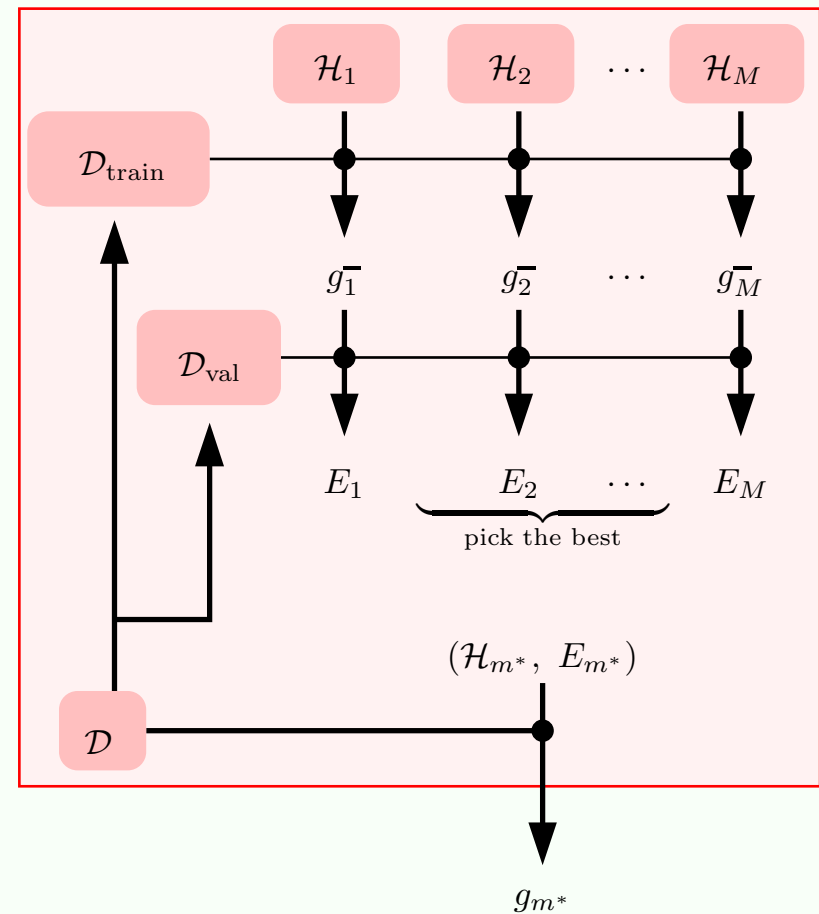 ℋ₁ ℋ₂ ⋯ ℋ_M
𝒟_train
g₁⁻ g₂⁻ ⋯ g_M⁻
𝒟_val
E₁ E₂ ⋯ E_M
pick the best
(ℋ_{m*}, E_{m*})
𝒟
g_{m*}